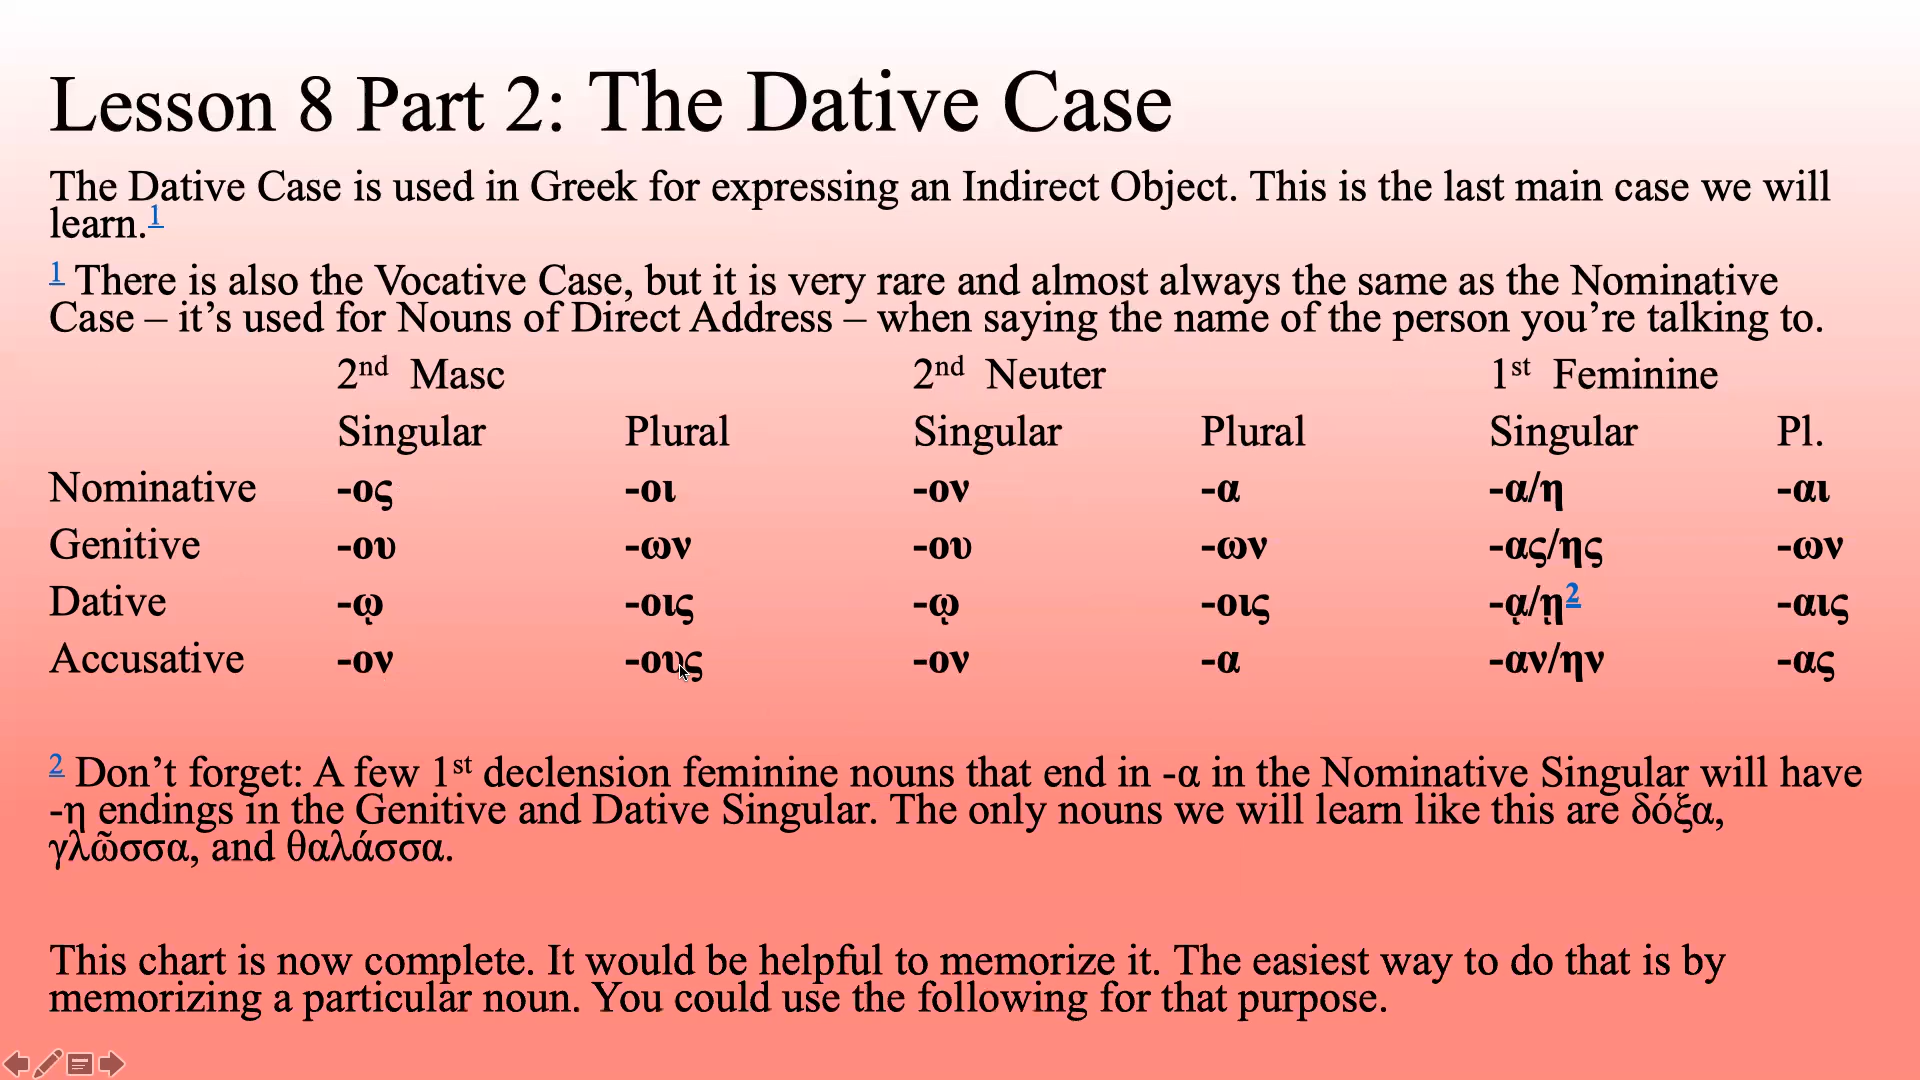 Lesson 8 Part 2: The Dative Case
The Dative Case is used in Greek for expressing an Indirect Object. This is the last main case we will
learn.1
1 There is also the Vocative Case, but it is very rare and almost always the same as the Nominative
Case – it’s used for Nouns of Direct Address – when saying the name of the person you’re talking to.
2nd Masc 2nd Neuter 1st Feminine
Singular Plural Singular Plural Singular Pl.
Nominative -ος -οι -ον -α -α/η -αι
Genitive -ου -ων -ου -ων -ας/ης -ων
Dative -ῳ -οις -ῳ -οις -ᾳ/ῃ2 -αις
Accusative -ον -ους -ον -α -αν/ην -ας
2 Don’t forget: A few 1st declension feminine nouns that end in -α in the Nominative Singular will have
-η endings in the Genitive and Dative Singular. The only nouns we will learn like this are δόξα,
γλῶσσα, and θαλάσσα.
This chart is now complete. It would be helpful to memorize it. The easiest way to do that is by
memorizing a particular noun. You could use the following for that purpose.